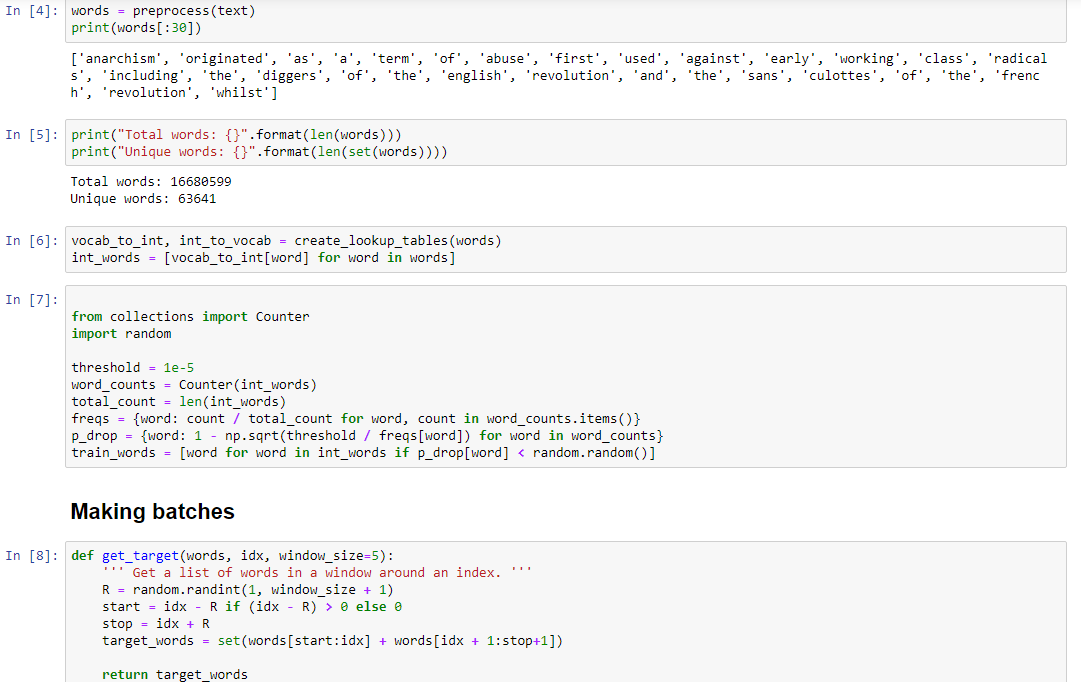 In [4]: words = preprocess(text)
print(words[:30])
['anarchism', 'originated', 'as', 'a', 'term', 'of', 'abuse', 'first', 'used', 'against', 'early', 'working', 'class', 'radical
s', 'including', 'the', 'diggers', 'of', 'the', 'english', 'revolution', 'and', 'the', 'sans', 'culottes', 'of', 'the', 'frenc
h', 'revolution', 'whilst']
In [5]: print("Total words: {}".format(len(words)))
print("Unique words: {}".format(len(set(words))))
Total words: 16680599
Unique words: 63641
In [6]: vocab_to_int, int_to_vocab = create_lookup_tables(words)
int_words = [vocab_to_int[word] for word in words]
In [7]:
from collections import Counter
import random
threshold = 1e-5
word_counts = Counter(int_words)
total_count = len(int_words)
freqs = {word: count / total_count for word, count in word_counts.items()}
p_drop = {word: 1 - np.sqrt(threshold / freqs[word]) for word in word_counts}
train_words = [word for word in int_words if p_drop[word] < random.random()]
Making batches
In [8]: def get_target(words, idx, window_size=5):
    ''' Get a list of words in a window around an index. '''
    R = random.randint(1, window_size + 1)
    start = idx - R if (idx - R) > 0 else 0
    stop = idx + R
    target_words = set(words[start:idx] + words[idx + 1:stop+1])
    return target_words